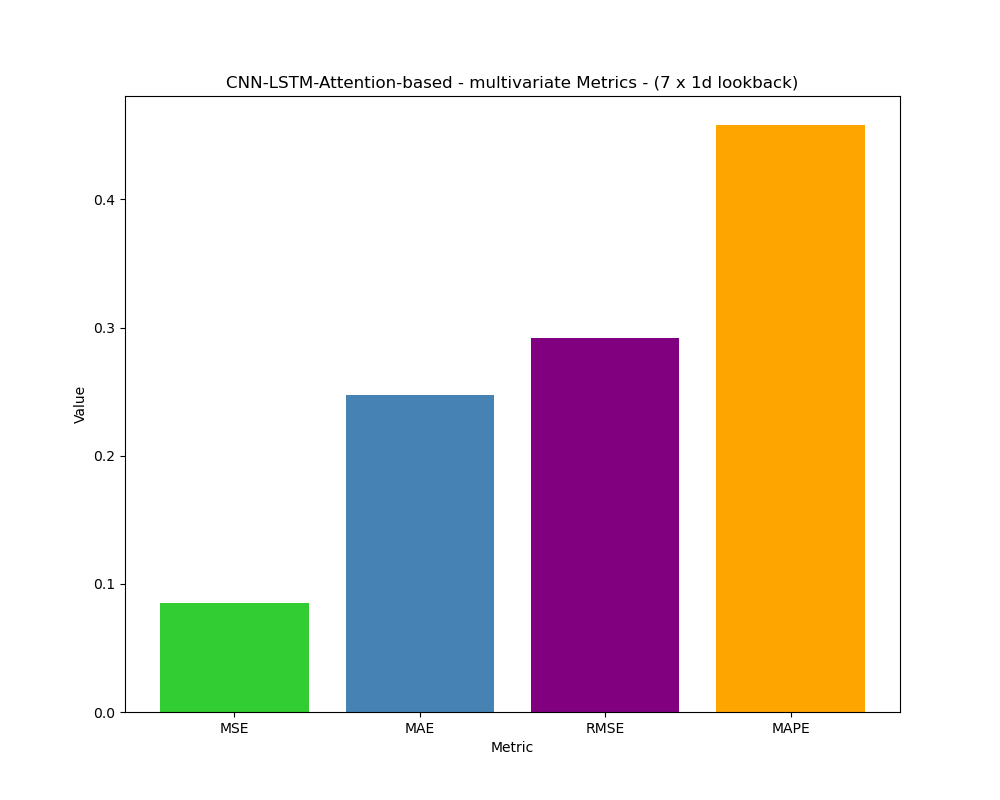 CNN-LSTM-Attention-based - multivariate Metrics - (7 x 1d lookback)
0.4
0.3
0.2
0.1
0.0
Value
MSE MAE RMSE MAPE
Metric